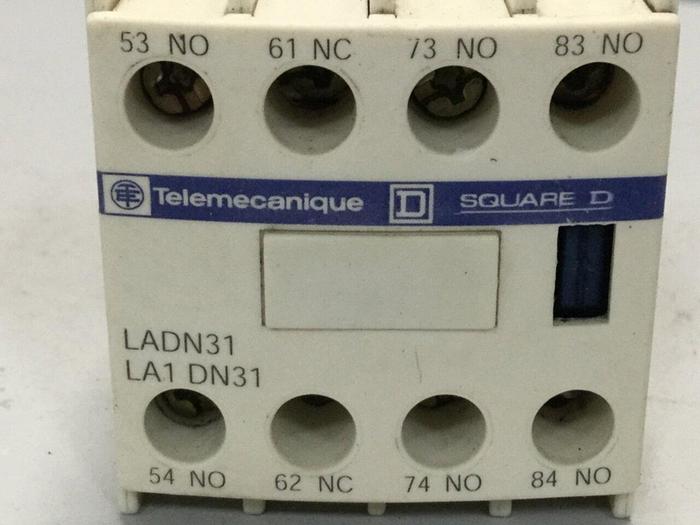 53 NO 61 NC 73 NO 83 NO
Telemecanique D SQUARE D
LADN31
LA1 DN31
54 NO 62 NC 74 NO 84 NO